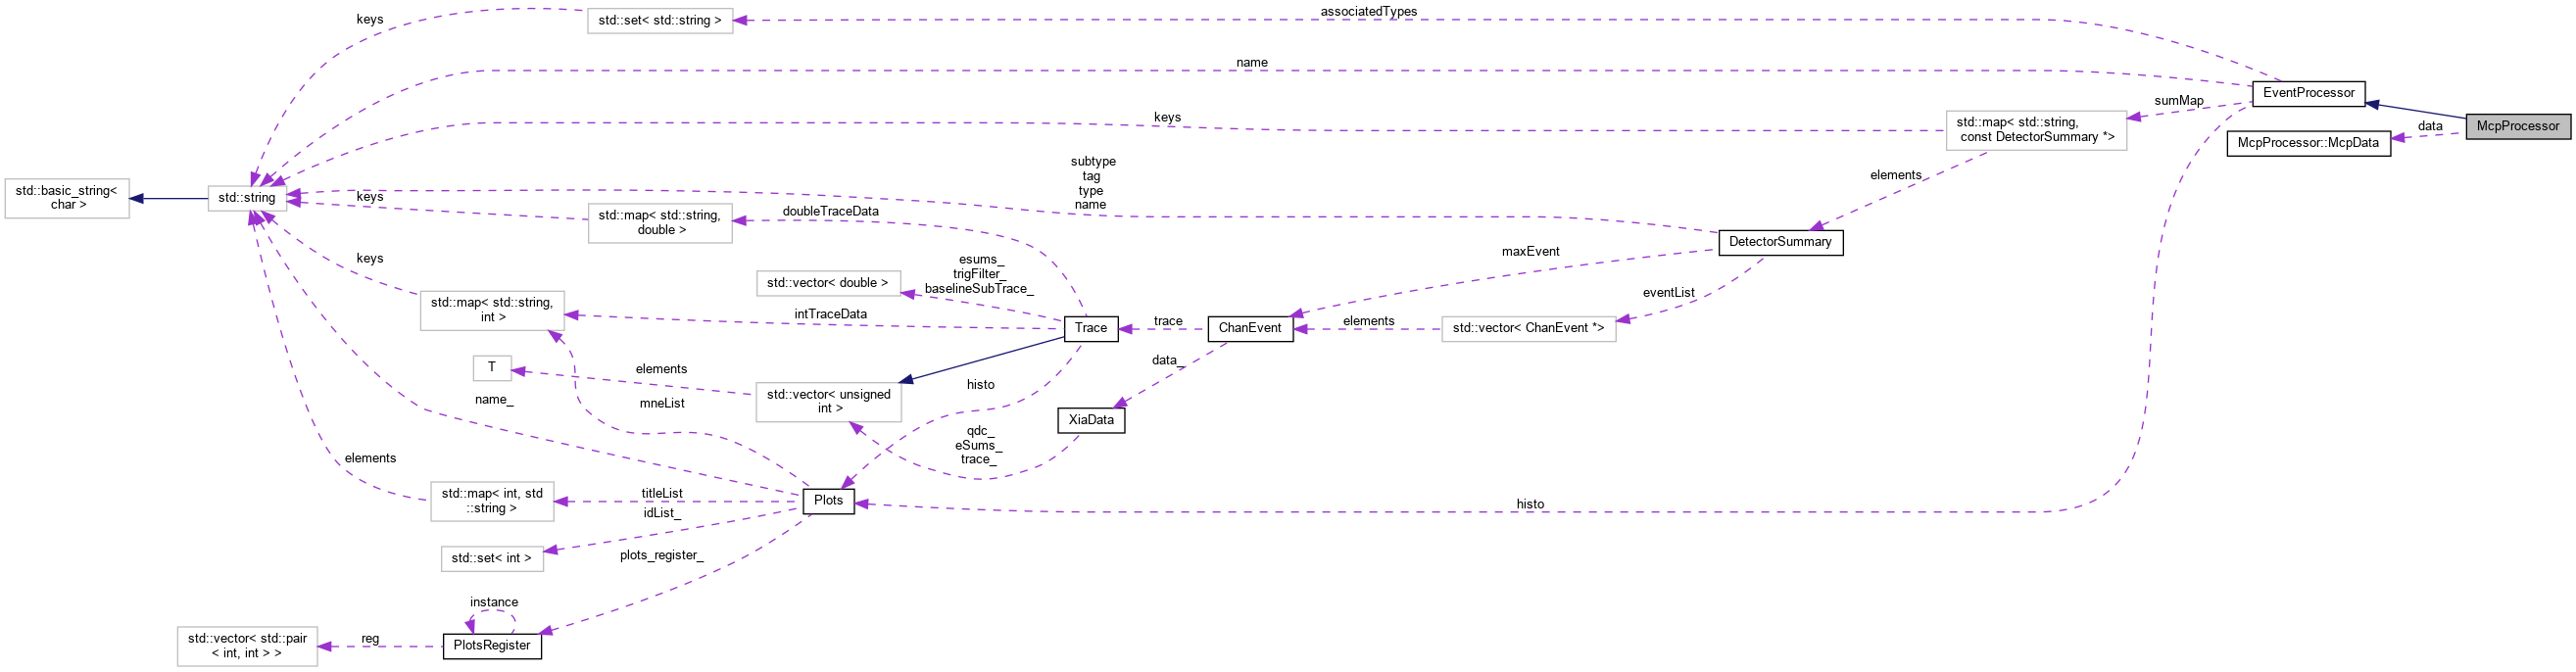 keys
std::set< std::string >
associatedTypes
name
EventProcessor
sumMap
McpProcessor
data
McpProcessor::McpData
keys
std::map< std::string,
const DetectorSummary *>
elements
subtype
tag
type
name
std::basic_string<
char >
std::string
keys
std::map< std::string,
double >
doubleTraceData
DetectorSummary
maxEvent
eventList
keys
esums_
trigFilter_
baselineSubTrace_
std::vector< double >
std::map< std::string,
int >
intTraceData
Trace
trace
ChanEvent
elements
std::vector< ChanEvent *>
data_
T
elements
std::vector< unsigned
int >
histo
XiaData
name_
mneList
qdc_
eSums_
trace_
elements
std::map< int, std
::string >
titleList
idList_
Plots
histo
std::set< int >
plots_register_
instance
std::vector< std::pair
< int, int > >
reg
PlotsRegister